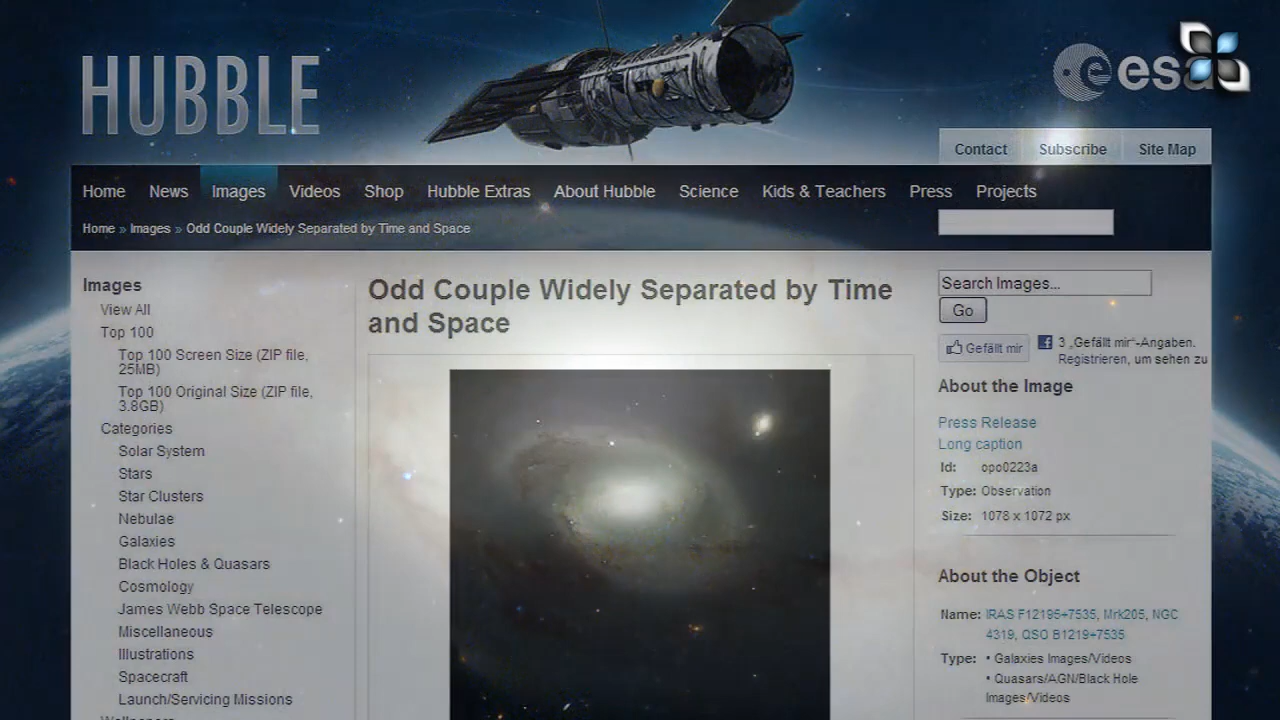 HUBBLE
esa
Contact Subscribe Site Map
Home News Images Videos Shop Hubble Extras About Hubble Science Kids & Teachers Press Projects
Home » Images » Odd Couple Widely Separated by Time and Space
Images
View All
Top 100
Top 100 Screen Size (ZIP file,
25MB)
Top 100 Original Size (ZIP file,
3.8GB)
Categories
Solar System
Stars
Star Clusters
Nebulae
Galaxies
Black Holes & Quasars
Cosmology
James Webb Space Telescope
Miscellaneous
Illustrations
Spacecraft
Launch/Servicing Missions
Odd Couple Widely Separated by Time
and Space
Search Images...
Go
Gefällt mir
3 „Gefällt mir“-Angaben.
Registrieren, um sehen zu
About the Image
Press Release
Long caption
Id: opo0223a
Type: Observation
Size: 1078 x 1072 px
About the Object
Name: IRAS F12195+7535, Mrk205, NGC
4319, QSO B1219+7535
Type: • Galaxies Images/Videos
• Quasars/AGN/Black Hole
Images/Videos